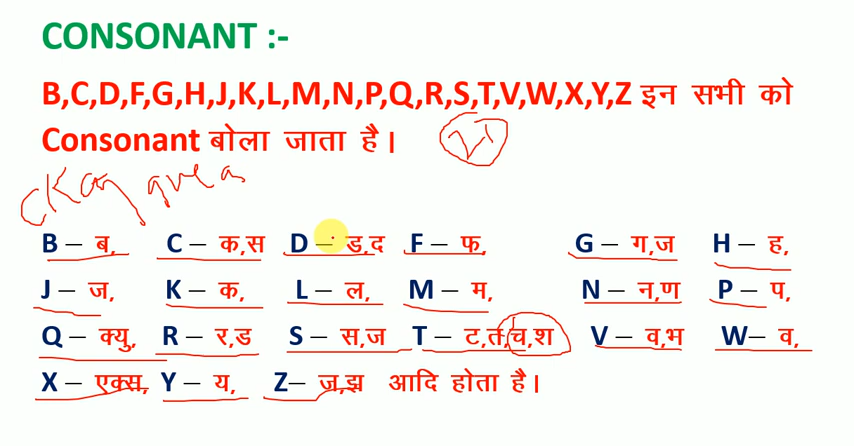 CONSONANT :-
B,C,D,F,G,H,J,K,L,M,N,P,Q,R,S,T,V,W,X,Y,Z इन सभी को
Consonant बोला जाता है।
B – ब, C – क,स D – ड,द F – फ, G – ग,ज H – ह,
J – ज, K – क, L – ल, M – म, N – न,ण P – प,
Q – क्यु, R – र,ड S – स,ज T – ट,त,च,श V – व,भ W – व,
X – एक्स, Y – य, Z – ज़,झ आदि होता है।